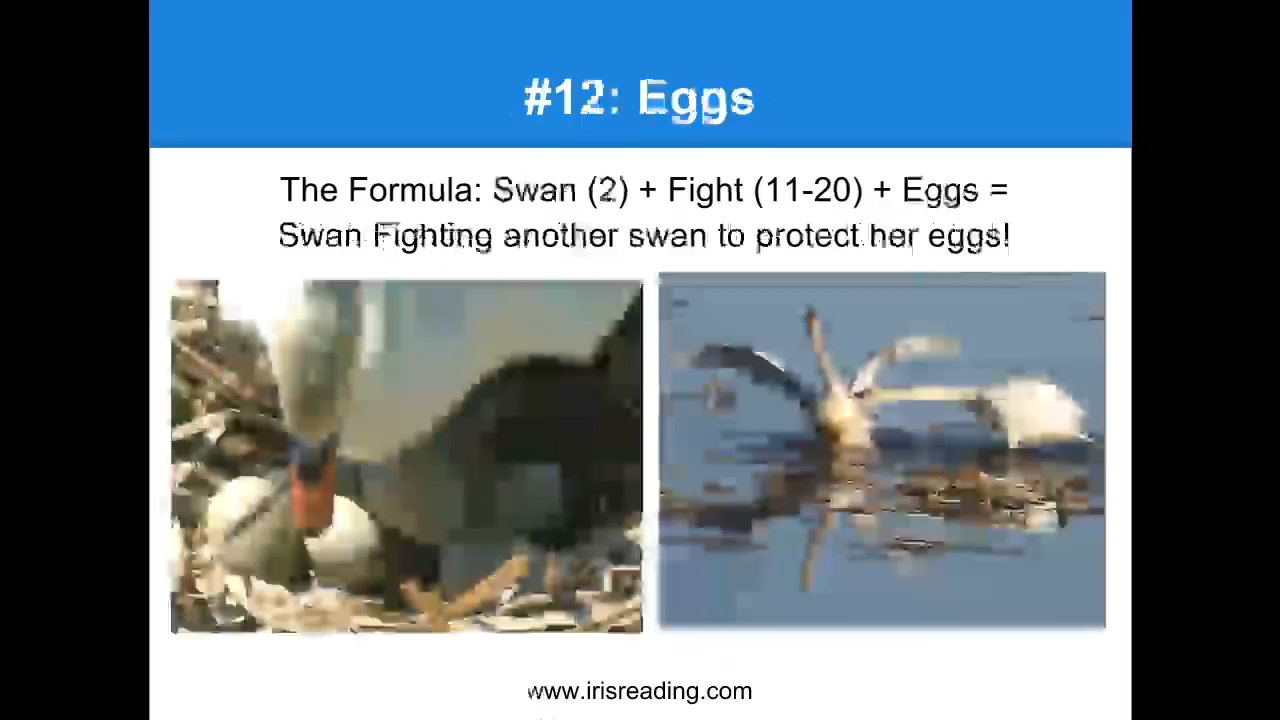 #12: Eggs
The Formula: Swan (2) + Fight (11-20) + Eggs =
Swan Fighting another swan to protect her eggs!
www.irisreading.com